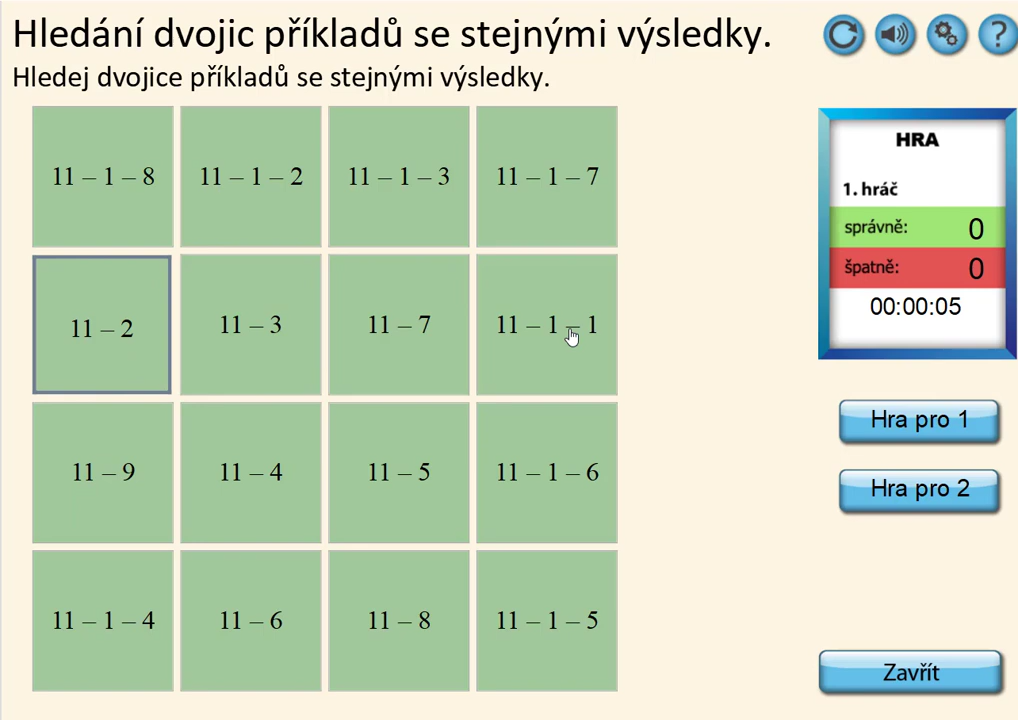 Hledání dvojic příkladů se stejnými výsledky.
?
Hledej dvojice příkladů se stejnými výsledky.
11 – 1 – 8
11 – 1 – 2
11 – 1 – 3
11 – 1 – 7
11 – 2
11 – 3
11 – 7
11 – 1 – 1
11 – 9
11 – 4
11 – 5
11 – 1 – 6
11 – 1 – 4
11 – 6
11 – 8
11 – 1 – 5
HRA
1. hráč
správně: 0
špatně: 0
00:00:05
Hra pro 1
Hra pro 2
Zavřít